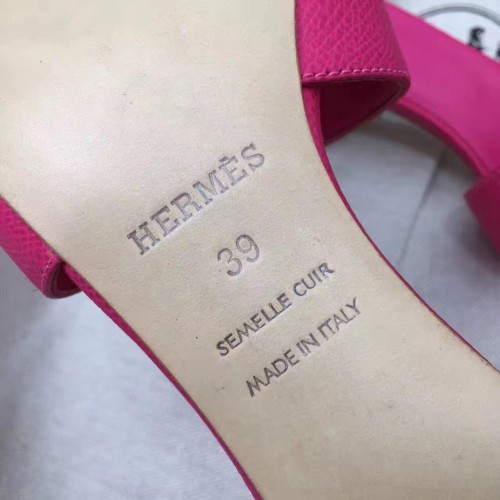 HERMÈS
39
SEMELLE CUIR
MADE IN ITALY